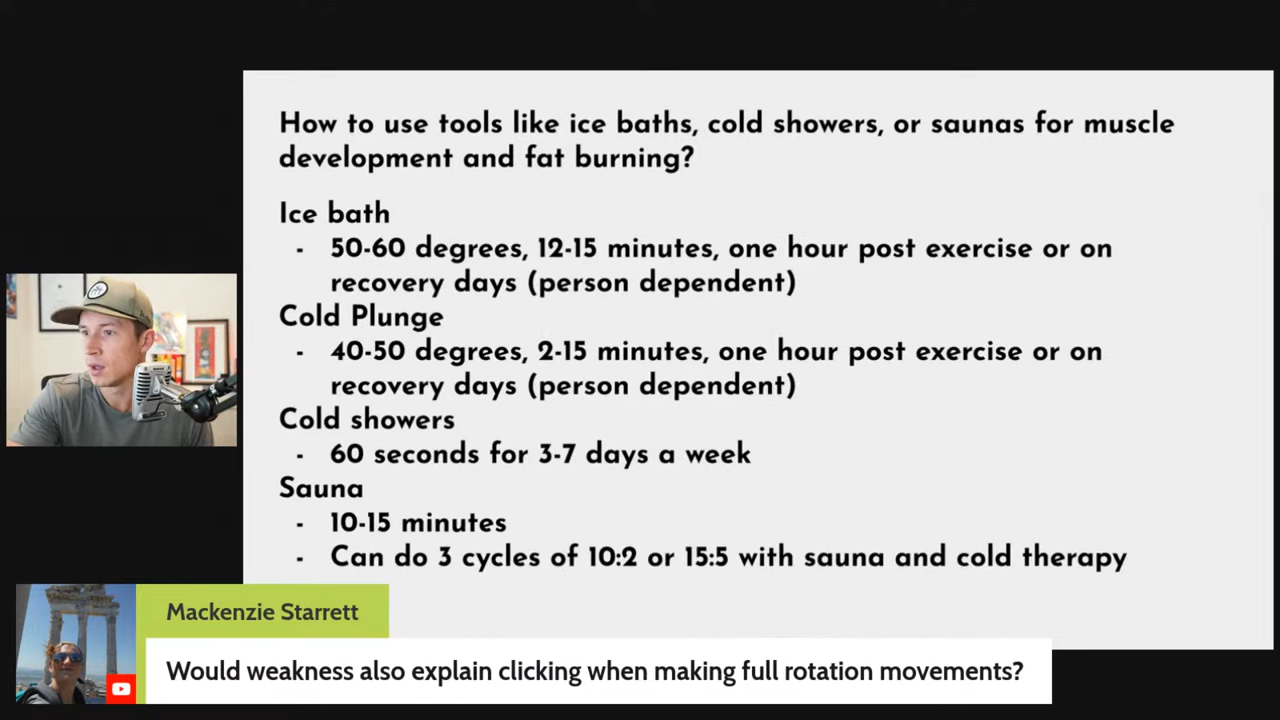 How to use tools like ice baths, cold showers, or saunas for muscle
development and fat burning?
Ice bath
- 50-60 degrees, 12-15 minutes, one hour post exercise or on
recovery days (person dependent)
Cold Plunge
- 40-50 degrees, 2-15 minutes, one hour post exercise or on
recovery days (person dependent)
Cold showers
- 60 seconds for 3-7 days a week
Sauna
- 10-15 minutes
- Can do 3 cycles of 10:2 or 15:5 with sauna and cold therapy
Mackenzie Starrett
Would weakness also explain clicking when making full rotation movements?